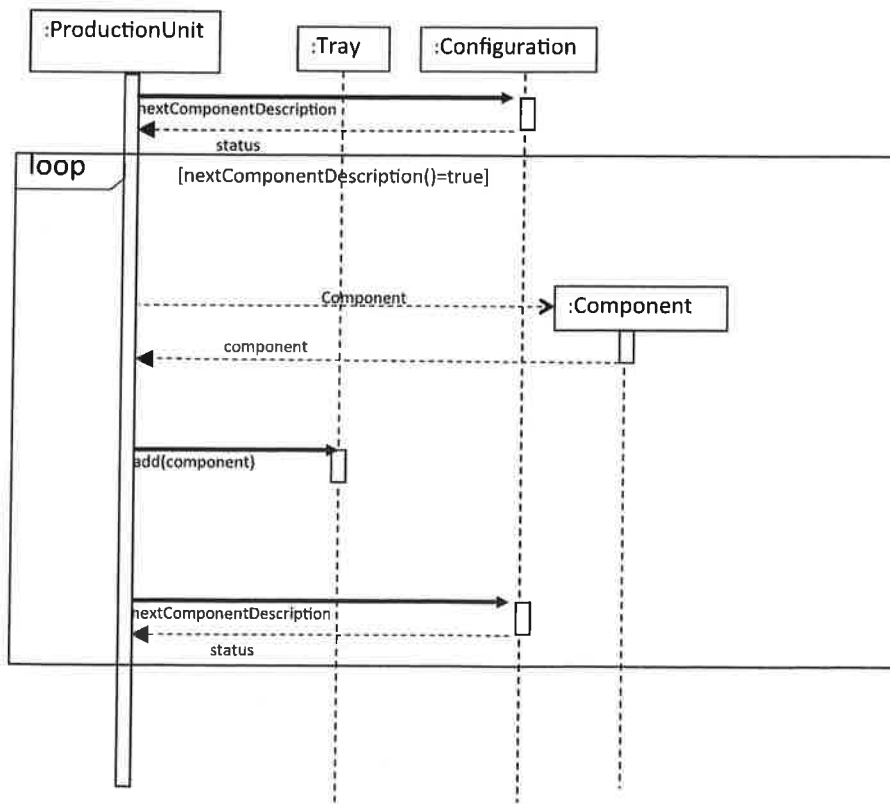 :ProductionUnit
:Tray
:Configuration
nextComponentDescription
status
loop
[nextComponentDescription()=true]
Component
:Component
component
add(component)
nextComponentDescription
status